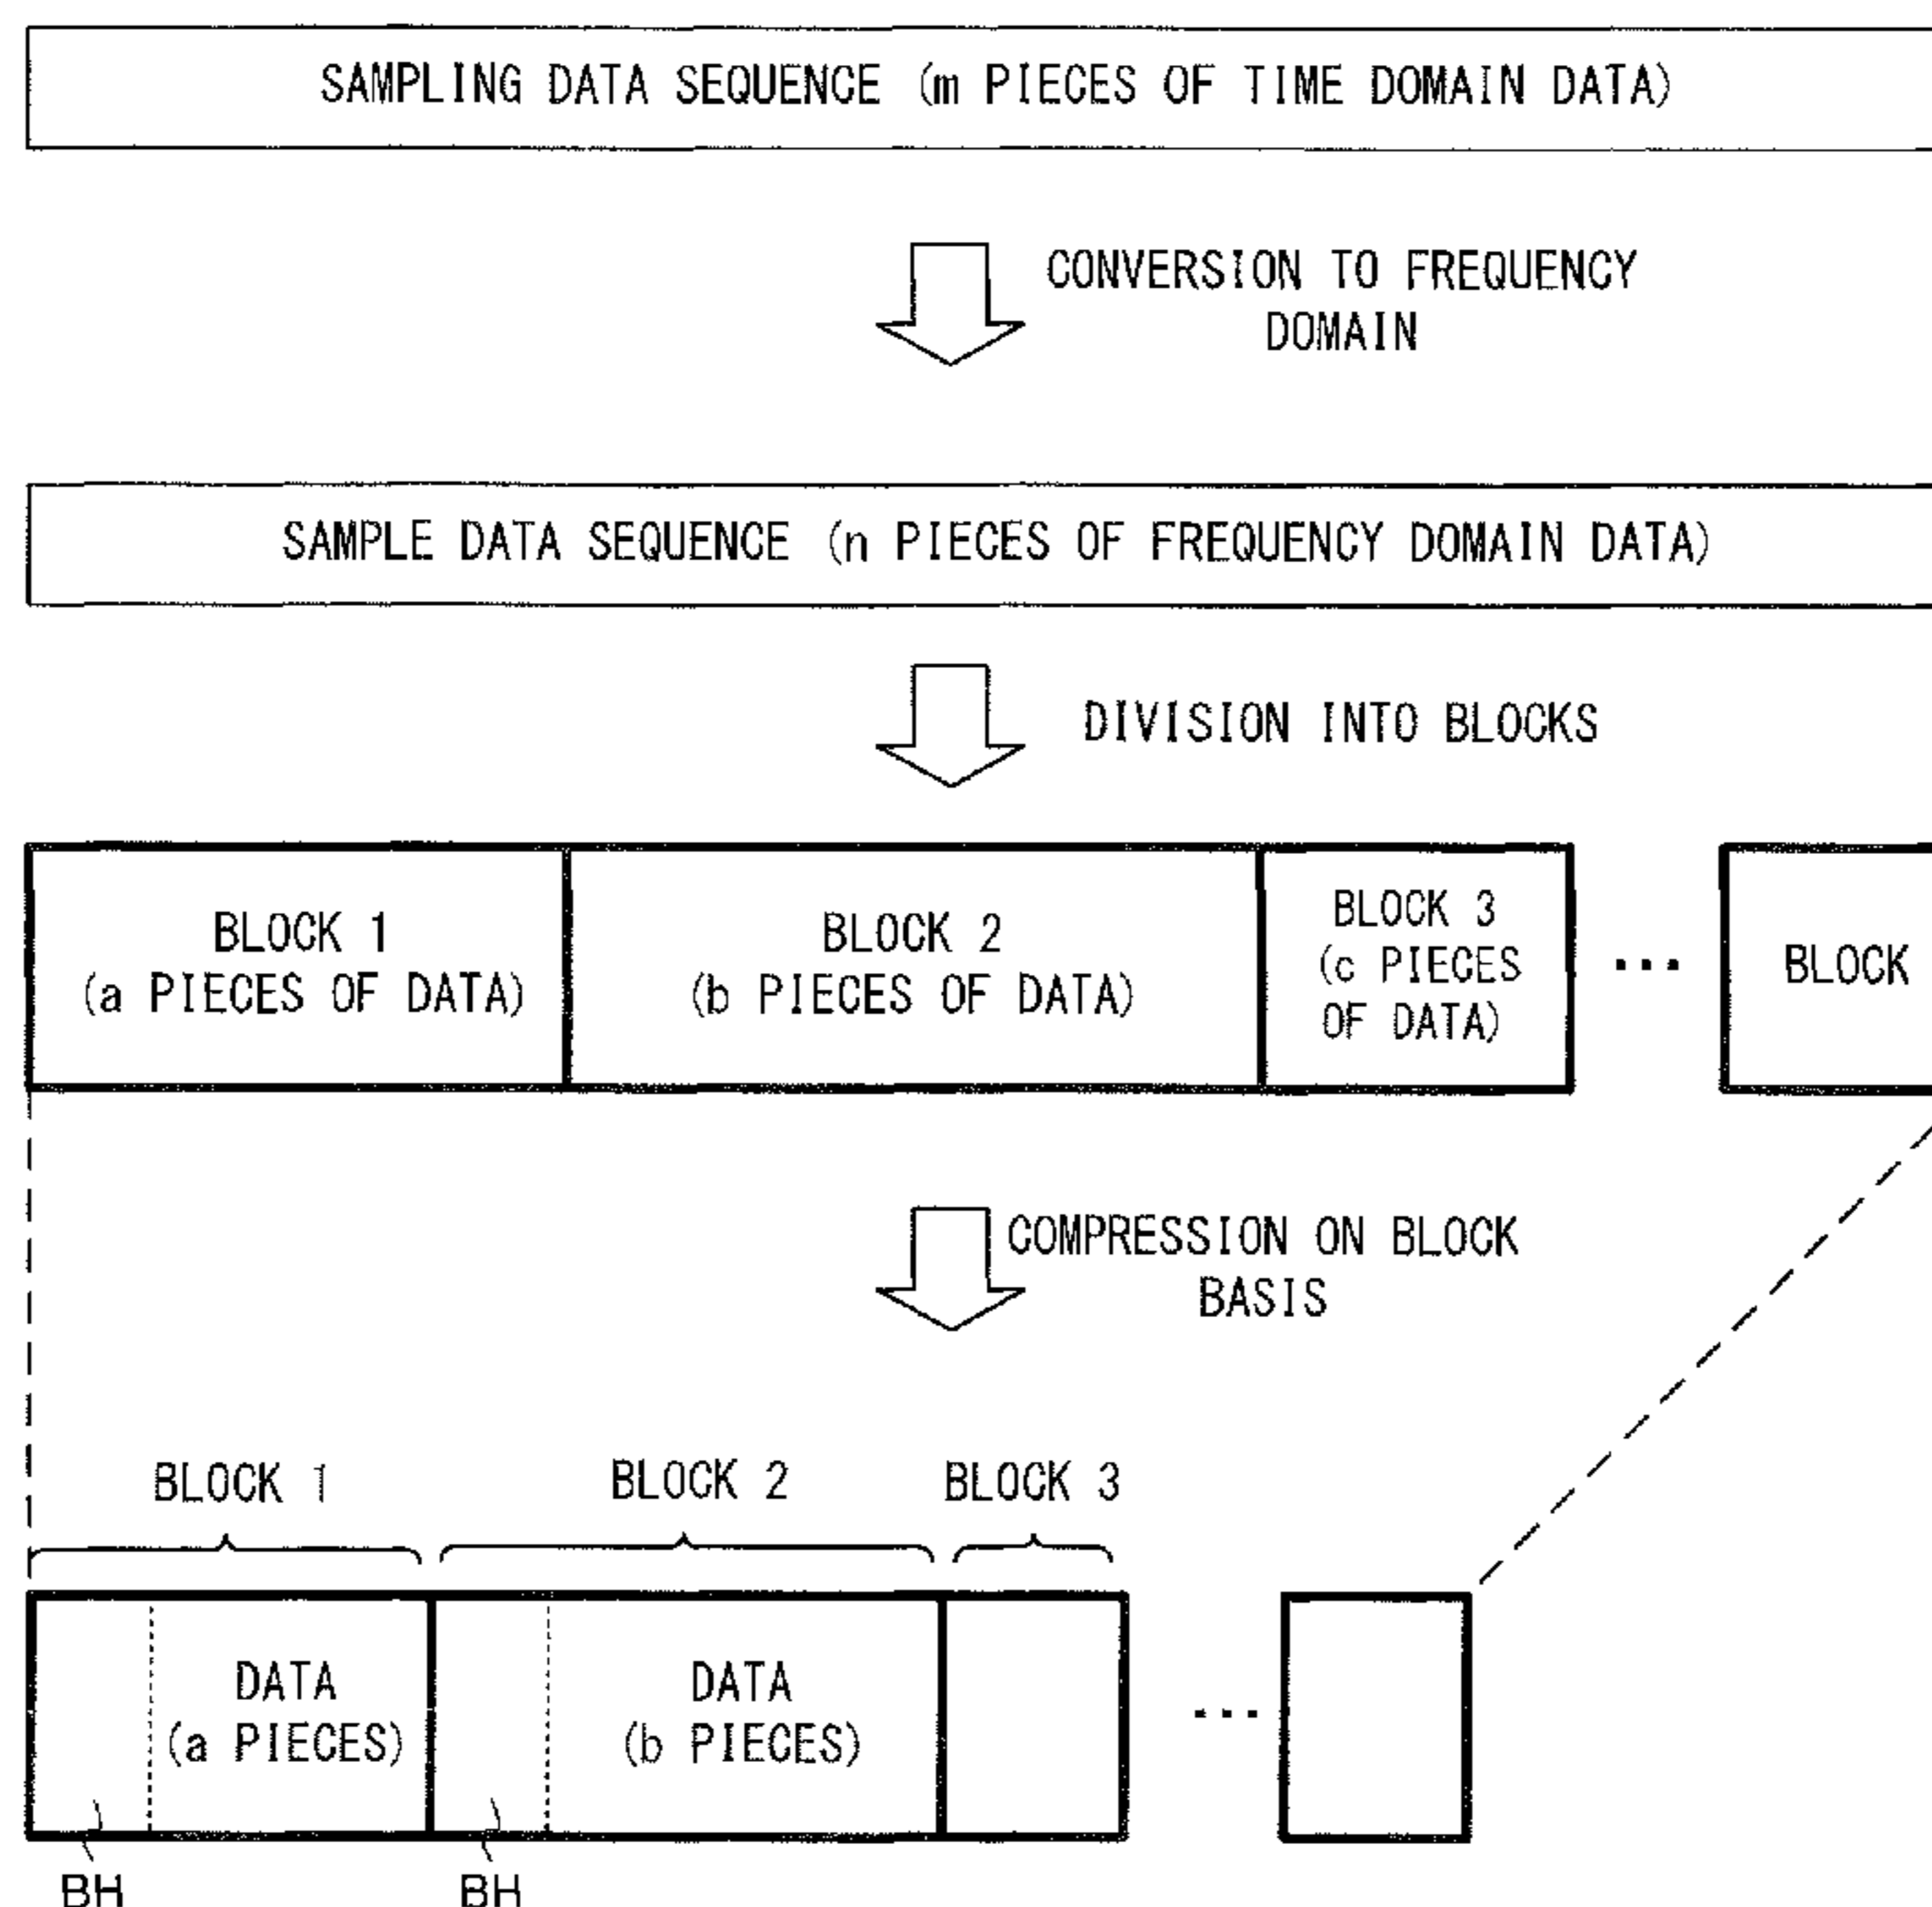 SAMPLING DATA SEQUENCE (m PIECES OF TIME DOMAIN DATA)
CONVERSION TO FREQUENCY
DOMAIN
SAMPLE DATA SEQUENCE (n PIECES OF FREQUENCY DOMAIN DATA)
DIVISION INTO BLOCKS
BLOCK 1
(a PIECES OF DATA)
BLOCK 2
(b PIECES OF DATA)
BLOCK 3
(c PIECES
OF DATA)
...
BLOCK
COMPRESSION ON BLOCK
BASIS
BLOCK 1
BLOCK 2
BLOCK 3
DATA
(a PIECES)
DATA
(b PIECES)
...
BH
BH